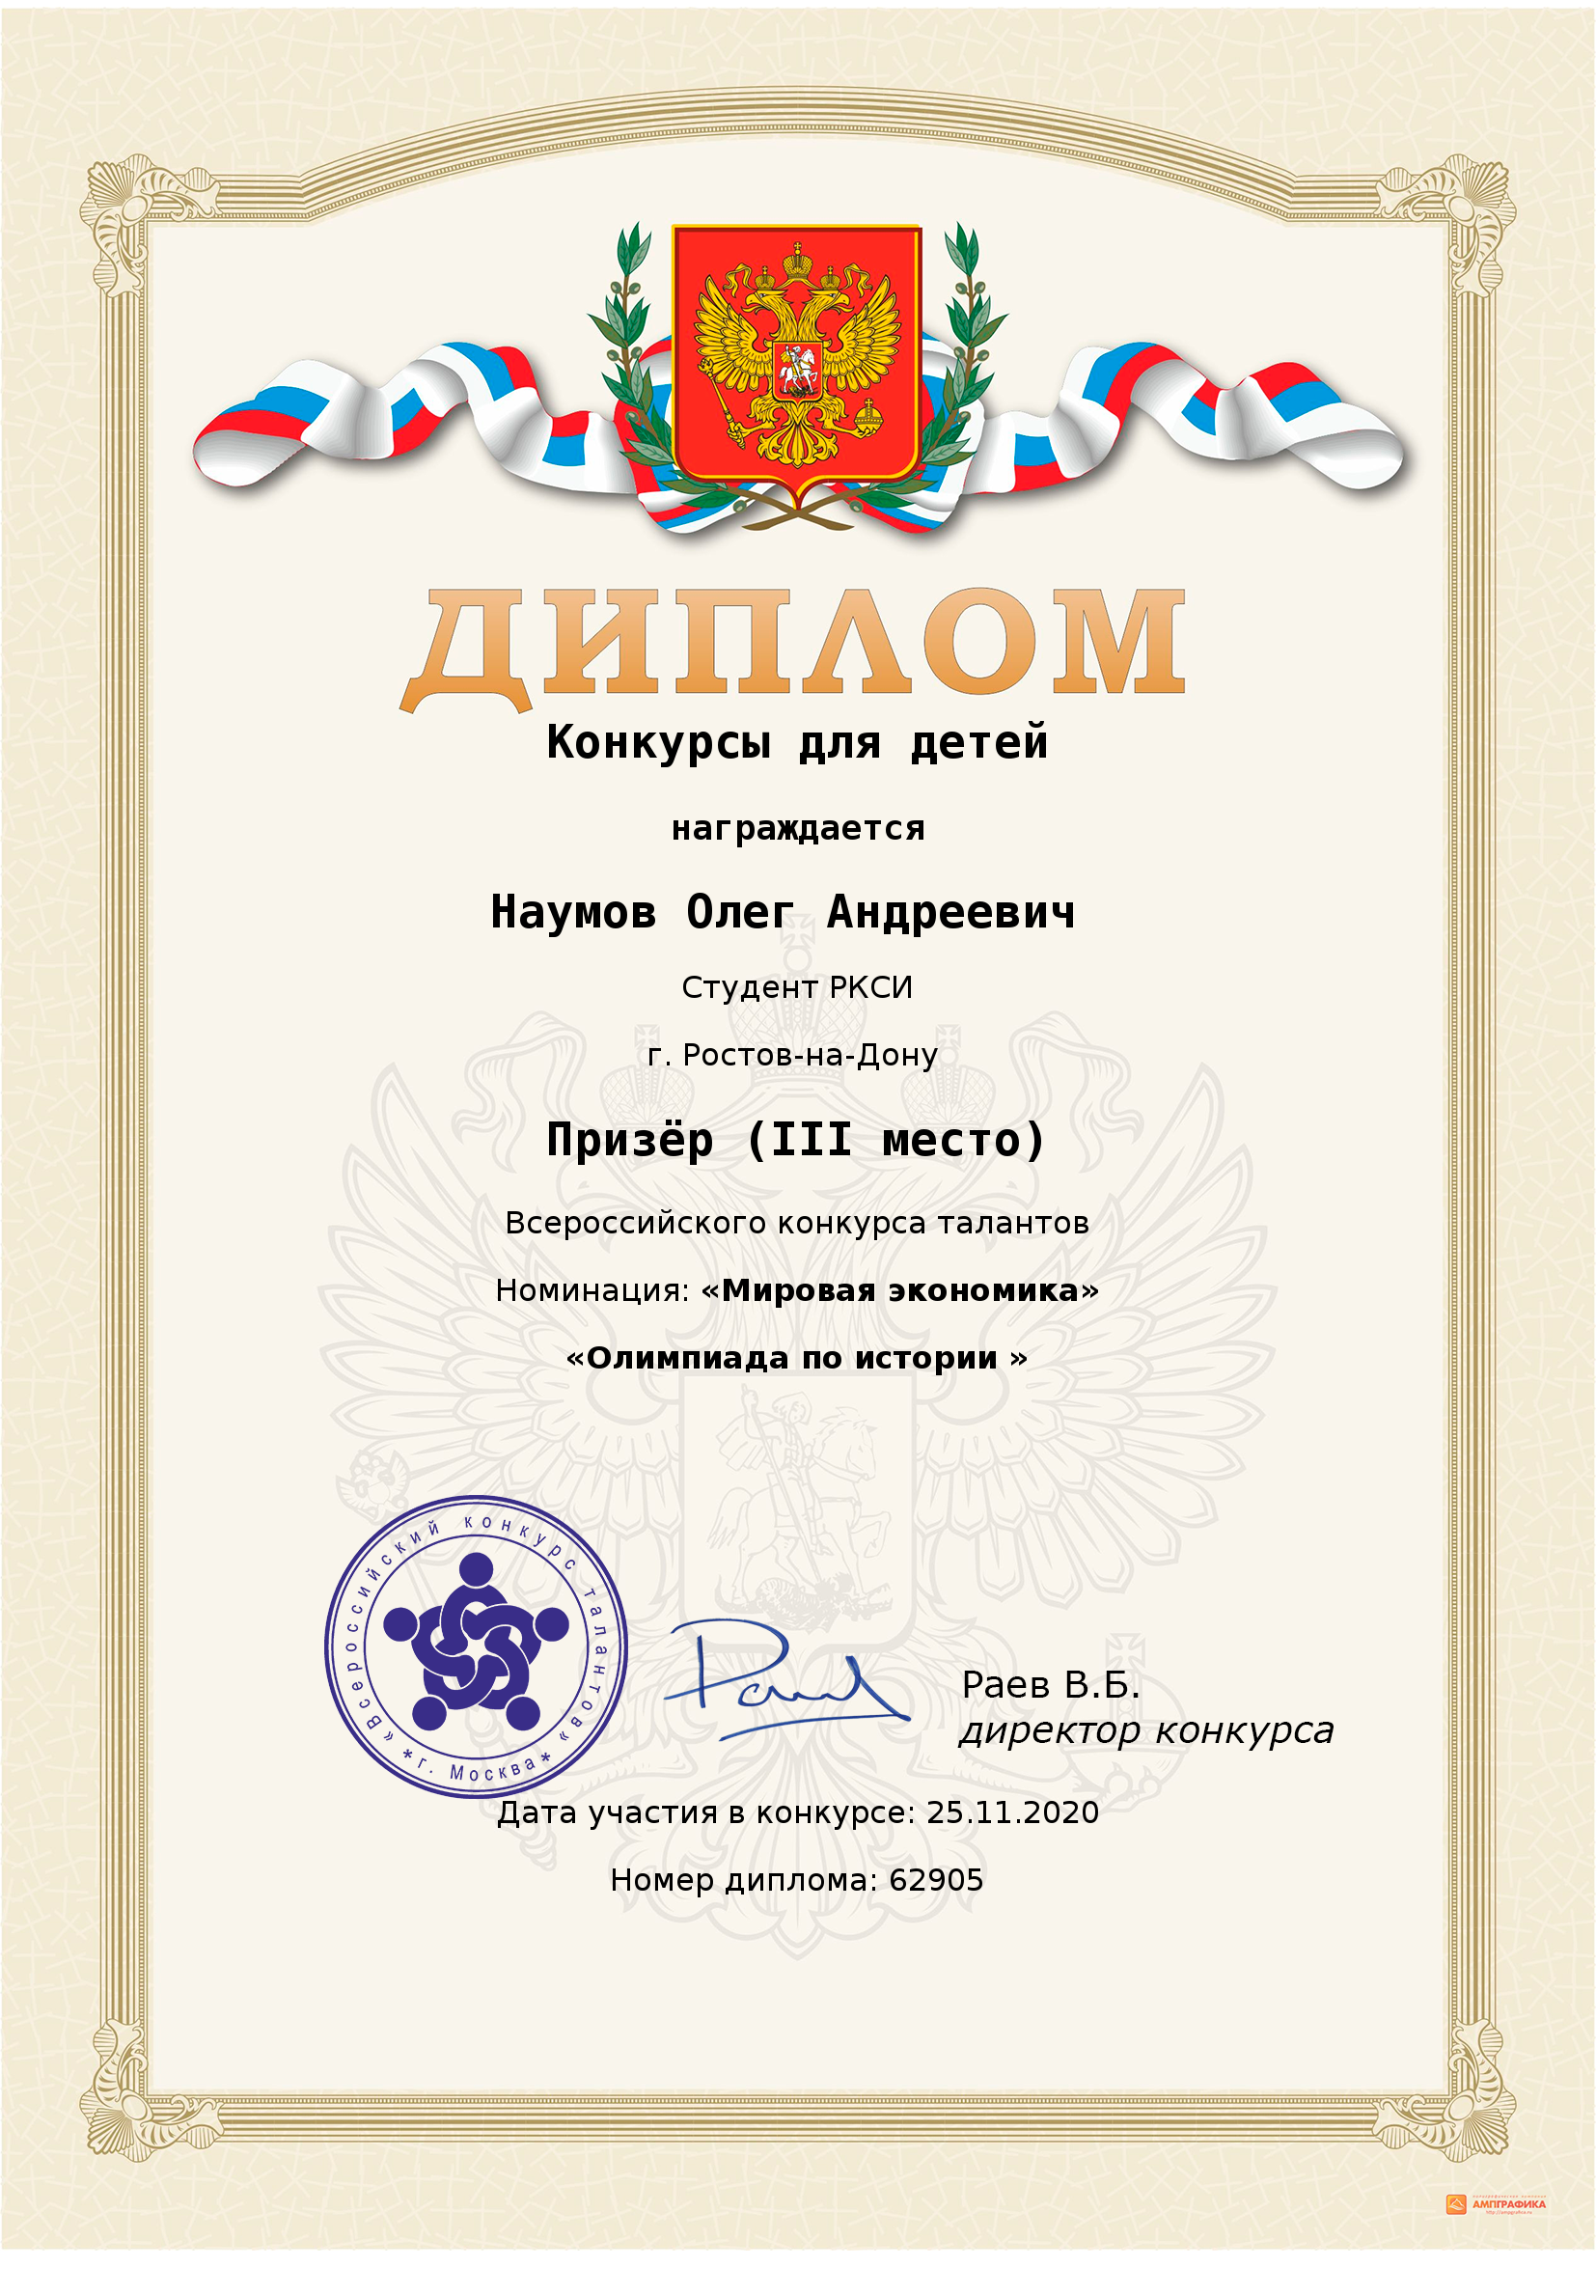 ДИПЛОМ
Конкурсы для детей
награждается
Наумов Олег Андреевич
Студент РКСИ
г. Ростов-на-Дону
Призёр (III место)
Всероссийского конкурса талантов
Номинация: «Мировая экономика»
«Олимпиада по истории »
«Всероссийский конкурс талантов»
*г. Москва*
Раев В.Б.
директор конкурса
Дата участия в конкурсе: 25.11.2020
Номер диплома: 62905
АМПГРАФИКА